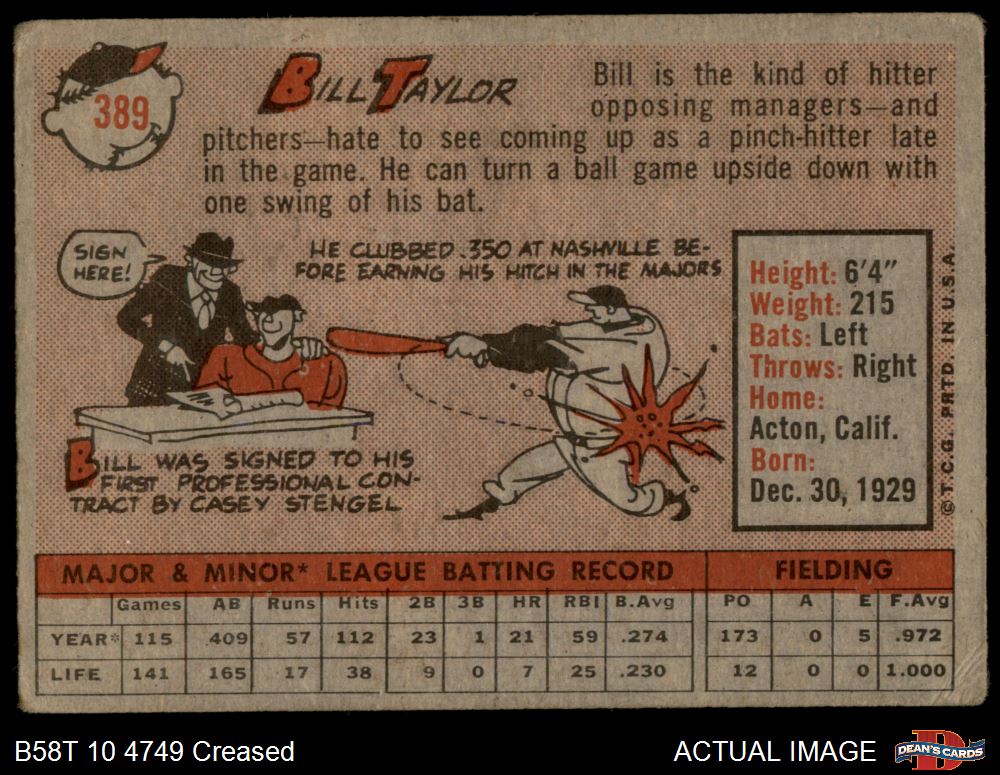 389
BILL TAYLOR
Bill is the kind of hitter
opposing managers—and
pitchers—hate to see coming up as a pinch-hitter late
in the game. He can turn a ball game upside down with
one swing of his bat.
SIGN
HERE!
HE CLUBBED .350 AT NASHVILLE BE-
FORE EARNING HIS HITCH IN THE MAJORS
BILL WAS SIGNED TO HIS
FIRST PROFESSIONAL CON-
TRACT BY CASEY STENGEL
Height: 6'4"
Weight: 215
Bats: Left
Throws: Right
Home:
Acton, Calif.
Born:
Dec. 30, 1929
© T.C.G. PRTD. IN U.S.A.
MAJOR & MINOR* LEAGUE BATTING RECORD FIELDING
Games AB Runs Hits 2B 3B HR RBI B.Avg PO A E F.Avg
YEAR* 115 409 57 112 23 1 21 59 .274 173 0 5 .972
LIFE 141 165 17 38 9 0 7 25 .230 12 0 0 1.000
B58T 10 4749 Creased
ACTUAL IMAGE
D
DEAN'S CARDS